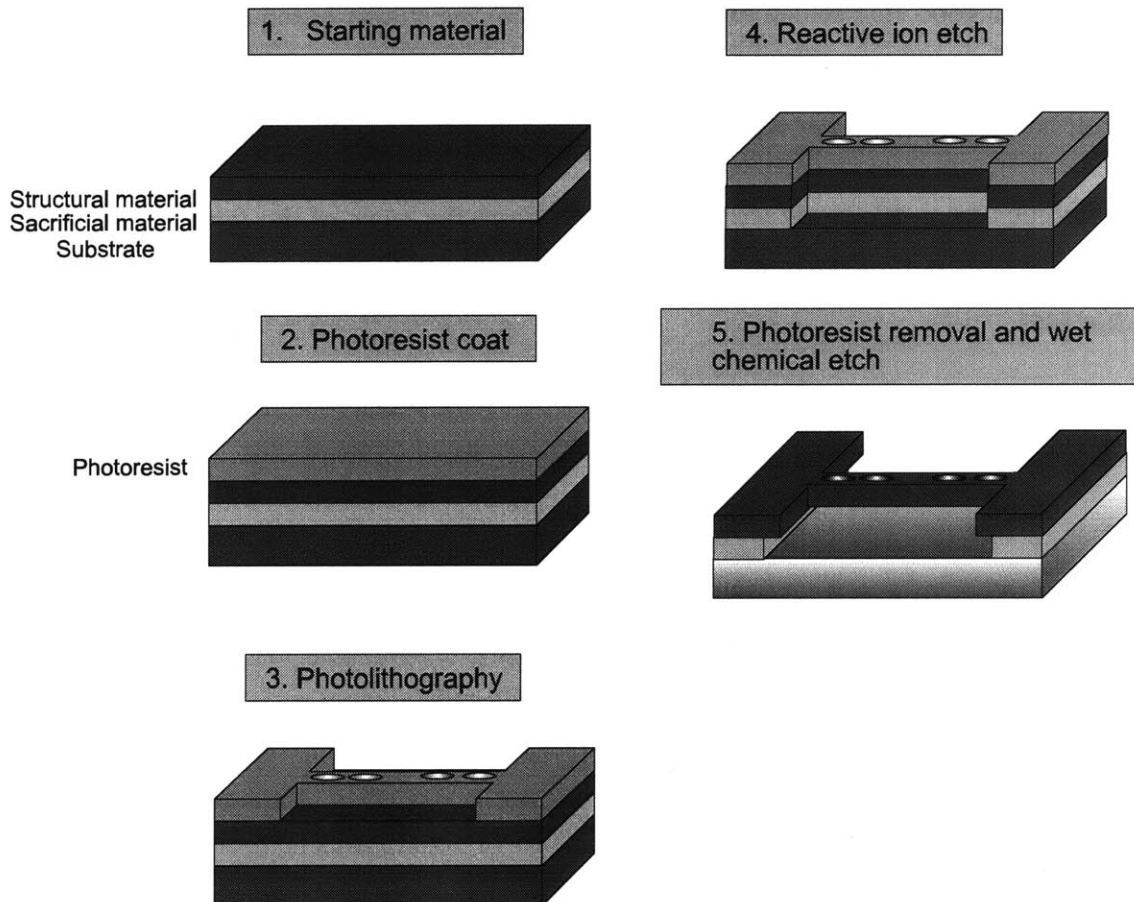 1. Starting material
Structural material
Sacrificial material
Substrate
2. Photoresist coat
Photoresist
3. Photolithography
4. Reactive ion etch
5. Photoresist removal and wet
chemical etch